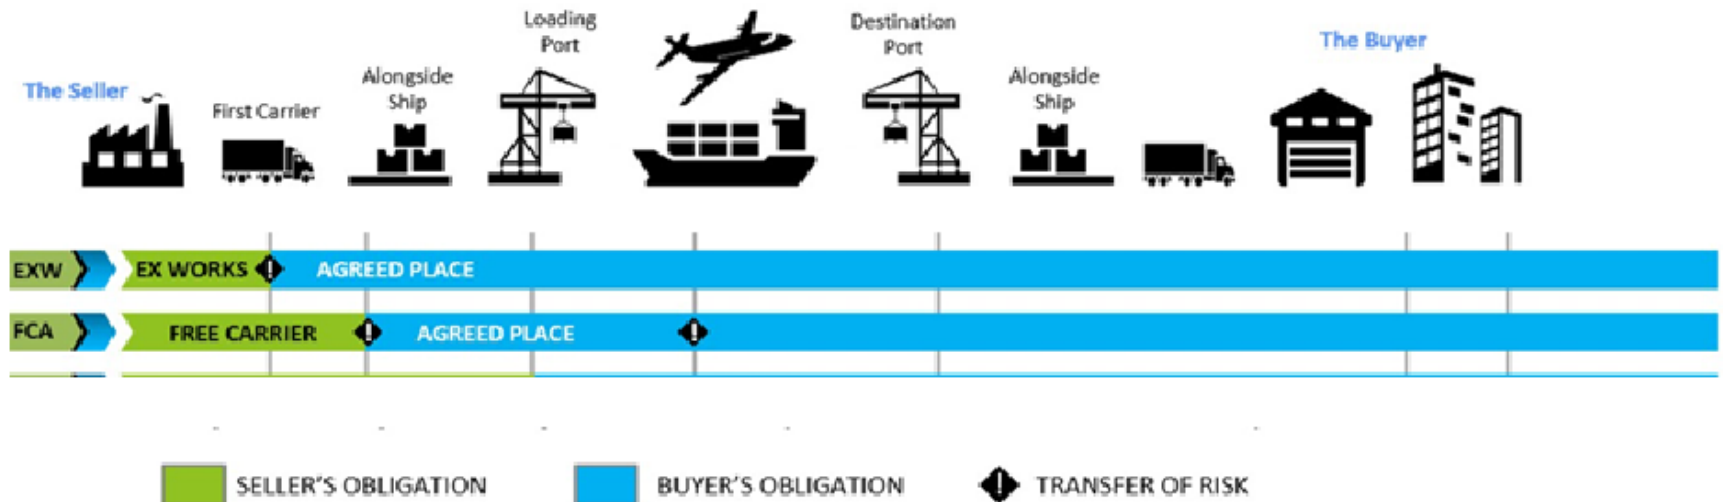 Loading
Port
Destination
Port
The Buyer
The Seller
First Carrier
Alongside
Ship
Alongside
Ship
EXW EX WORKS AGREED PLACE
FCA FREE CARRIER AGREED PLACE
SELLER'S OBLIGATION BUYER'S OBLIGATION TRANSFER OF RISK